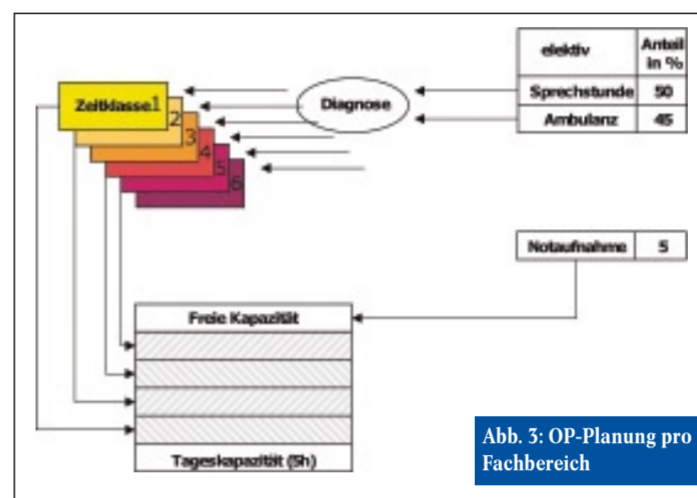 elektiv Anteil in %
Sprechstunde 50
Ambulanz 45
Diagnose
Zeitklasse1
2
3
4
5
6
Notaufnahme 5
Freie Kapazität
Tageskapazität (5h)
Abb. 3: OP-Planung pro
Fachbereich